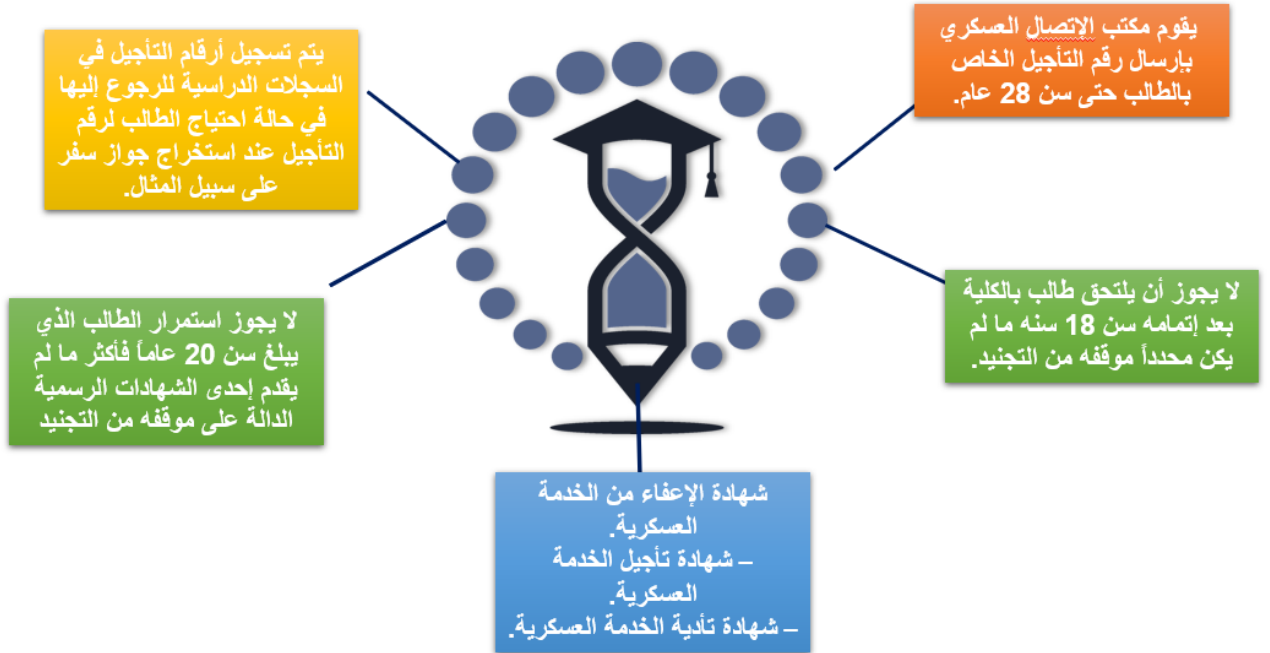 يقوم مكتب الإتصال العسكري
بإرسال رقم التأجيل الخاص
بالطالب حتى سن 28 عام.
يتم تسجيل أرقام التأجيل في
السجلات الدراسية للرجوع إليها
في حالة احتياج الطالب لرقم
التأجيل عند استخراج جواز سفر
على سبيل المثال.
لا يجوز أن يلتحق طالب بالكلية
بعد إتمامه سن 18 سنه ما لم
يكن محدداً موقفه من التجنيد.
لا يجوز استمرار الطالب الذي
يبلغ سن 20 عاماً فأكثر ما لم
يقدم إحدى الشهادات الرسمية
الدالة على موقفه من التجنيد
شهادة الإعفاء من الخدمة
العسكرية.
– شهادة تأجيل الخدمة
العسكرية.
– شهادة تأدية الخدمة العسكرية.